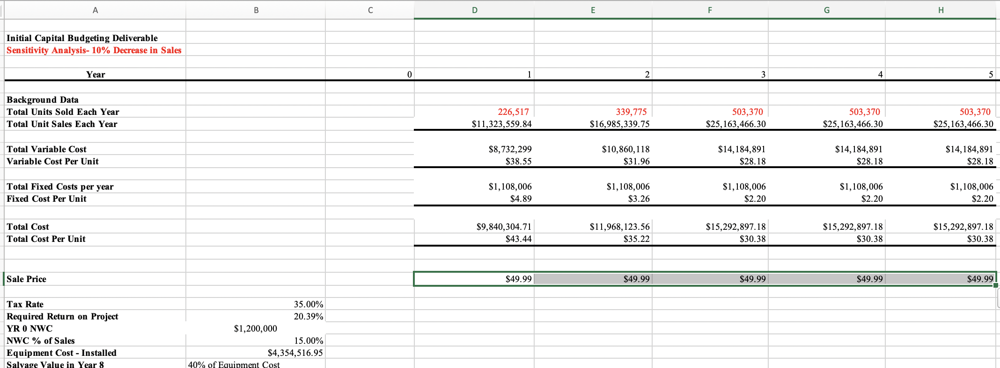 A B C D E F G H
Initial Capital Budgeting Deliverable
Sensitivity Analysis- 10% Decrease in Sales
Year 0 1 2 3 4 5
Background Data
Total Units Sold Each Year 226,517 339,775 503,370 503,370 503,370
Total Unit Sales Each Year $11,323,559.84 $16,985,339.75 $25,163,466.30 $25,163,466.30 $25,163,466.30
Total Variable Cost $8,732,299 $10,860,118 $14,184,891 $14,184,891 $14,184,891
Variable Cost Per Unit $38.55 $31.96 $28.18 $28.18 $28.18
Total Fixed Costs per year $1,108,006 $1,108,006 $1,108,006 $1,108,006 $1,108,006
Fixed Cost Per Unit $4.89 $3.26 $2.20 $2.20 $2.20
Total Cost $9,840,304.71 $11,968,123.56 $15,292,897.18 $15,292,897.18 $15,292,897.18
Total Cost Per Unit $43.44 $35.22 $30.38 $30.38 $30.38
Sale Price $49.99 $49.99 $49.99 $49.99 $49.99
Tax Rate 35.00%
Required Return on Project 20.39%
YR 0 NWC $1,200,000
NWC % of Sales 15.00%
Equipment Cost - Installed $4,354,516.95
Salvage Value in Year 8 40% of Equipment Cost